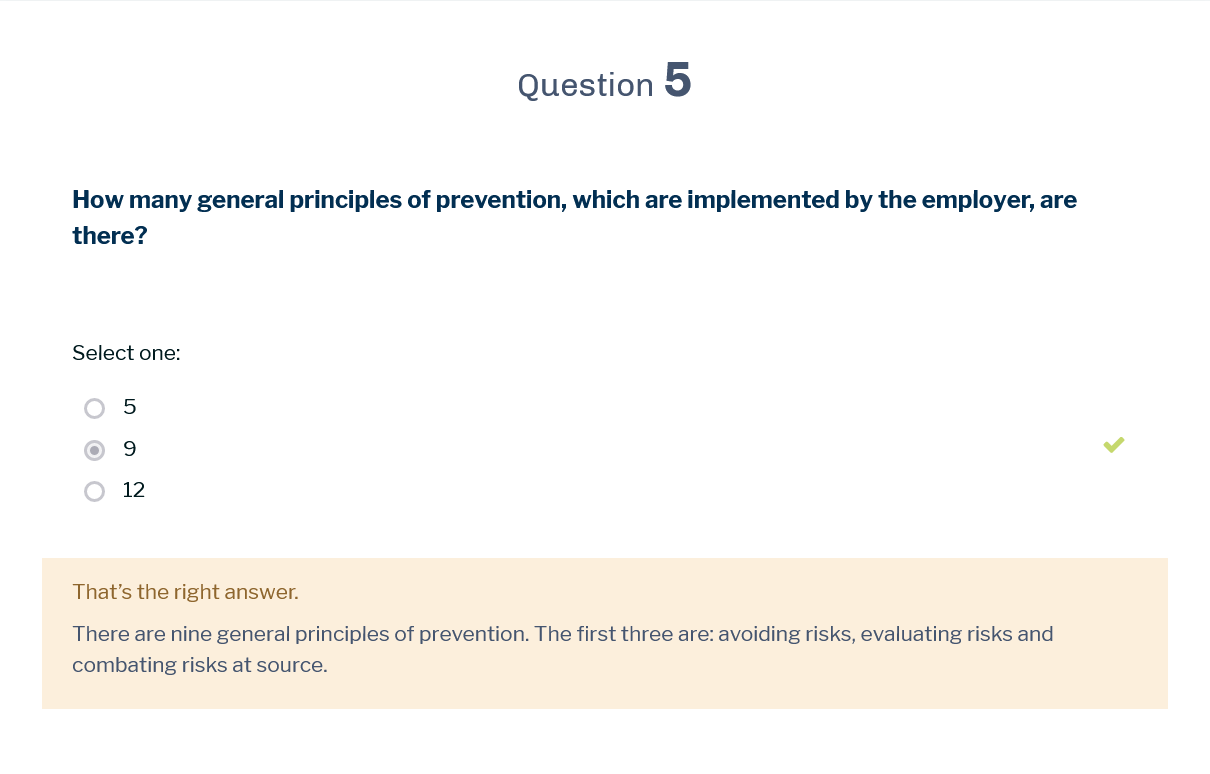 Question 5
How many general principles of prevention, which are implemented by the employer, are
there?
Select one:
5
9
12
That’s the right answer.
There are nine general principles of prevention. The first three are: avoiding risks, evaluating risks and
combating risks at source.